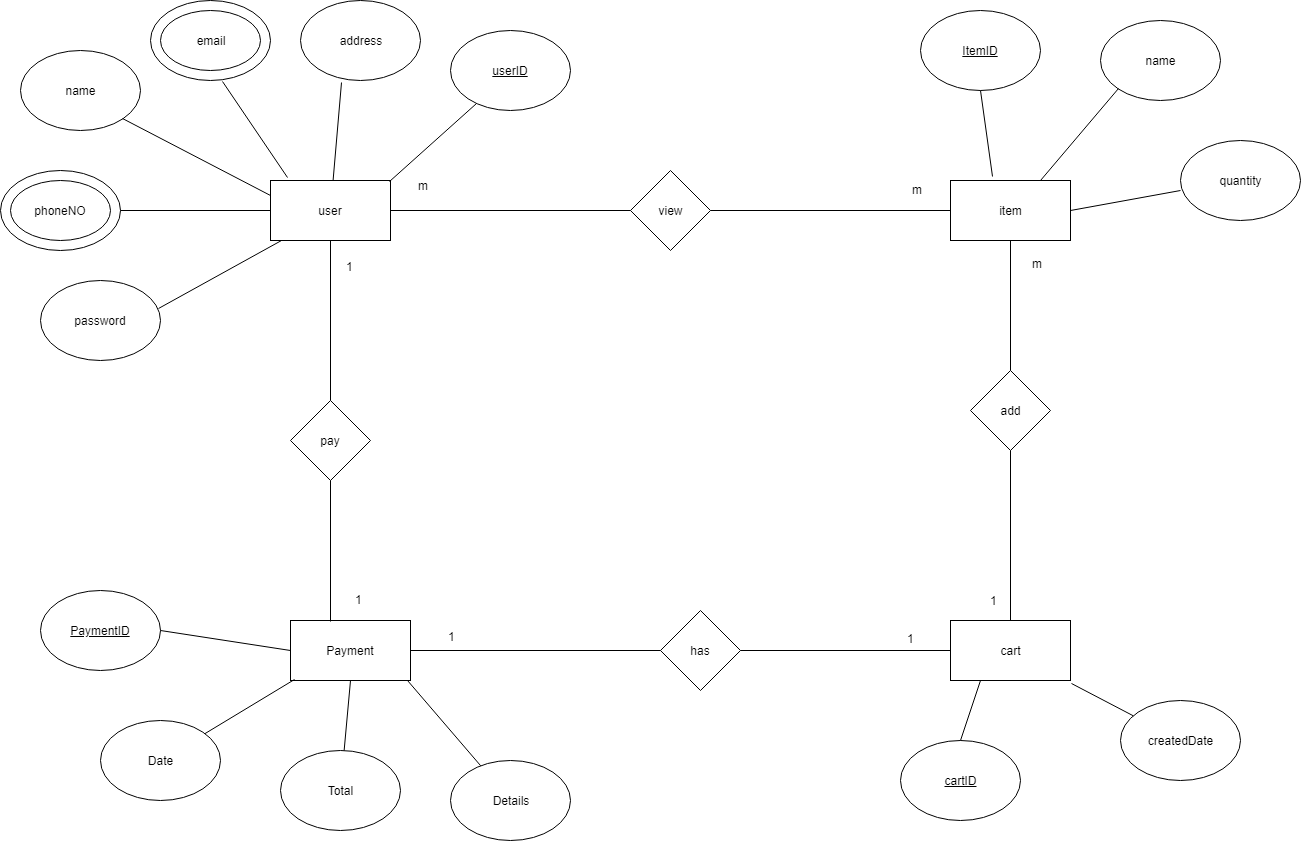 email
address
ItemID
name
userID
name
quantity
m
m
phoneNO
user
view
item
1
m
password
add
pay
1
1
PaymentID
1
1
Payment
has
cart
createdDate
Date
cartID
Total
Details